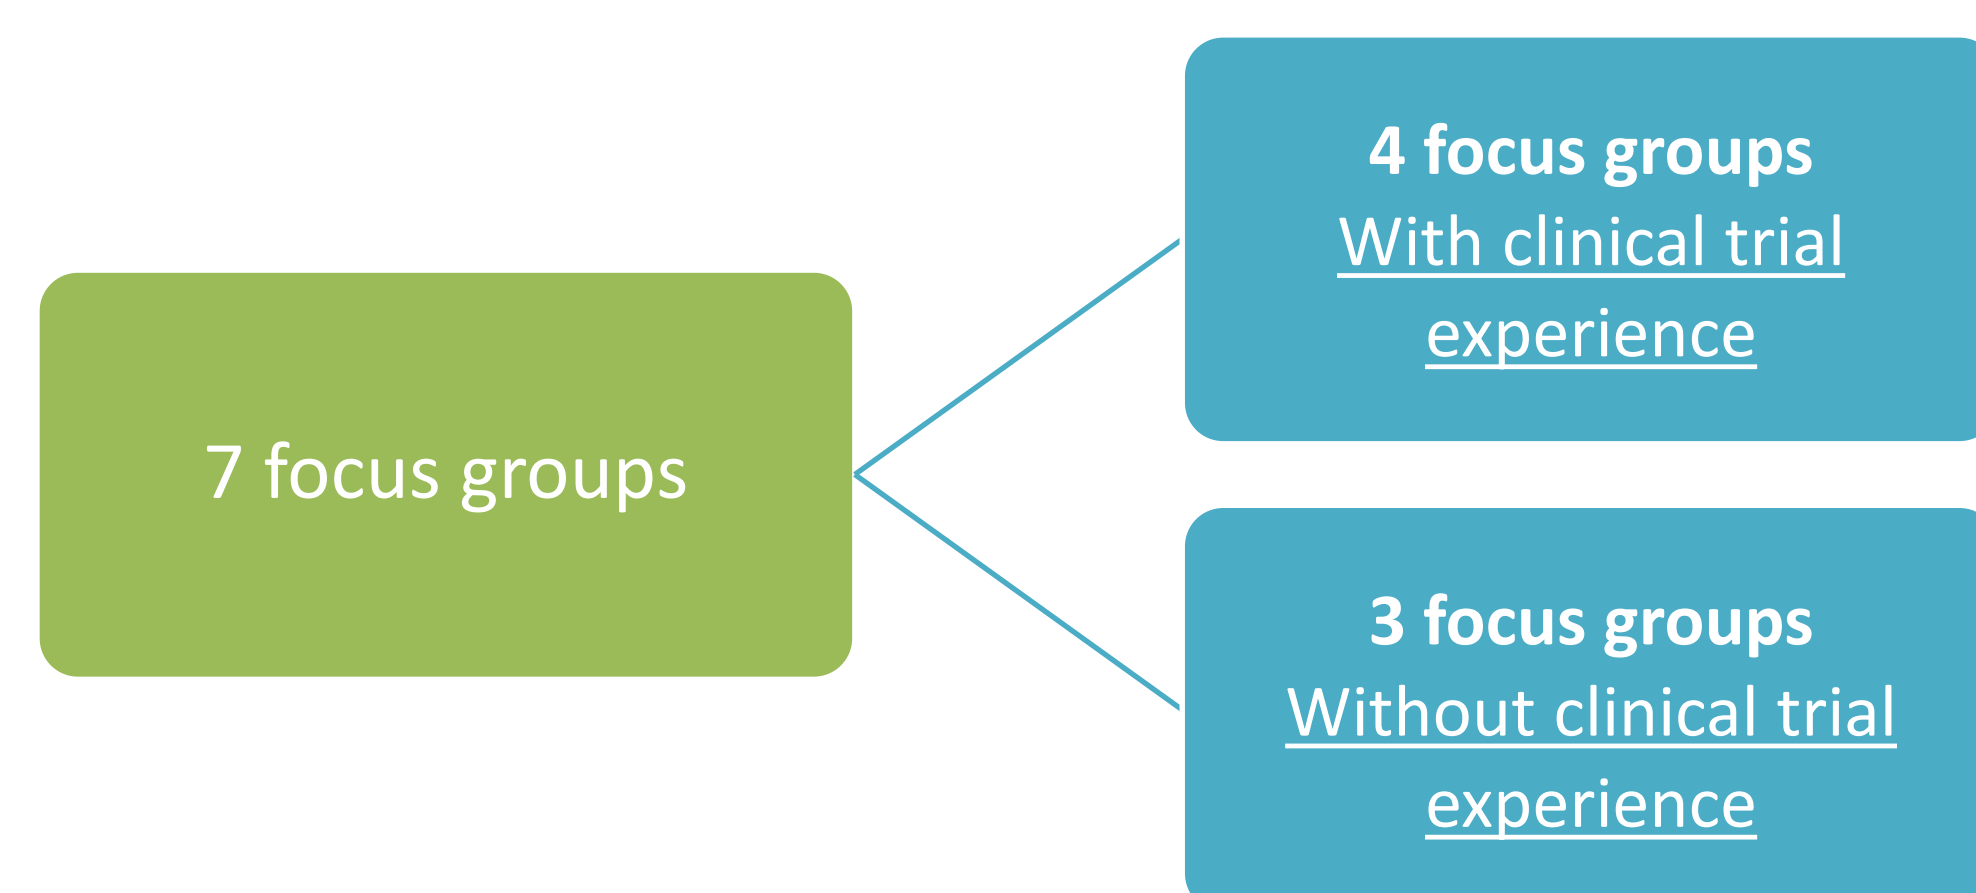 7 focus groups
4 focus groups
With clinical trial
experience
3 focus groups
Without clinical trial
experience